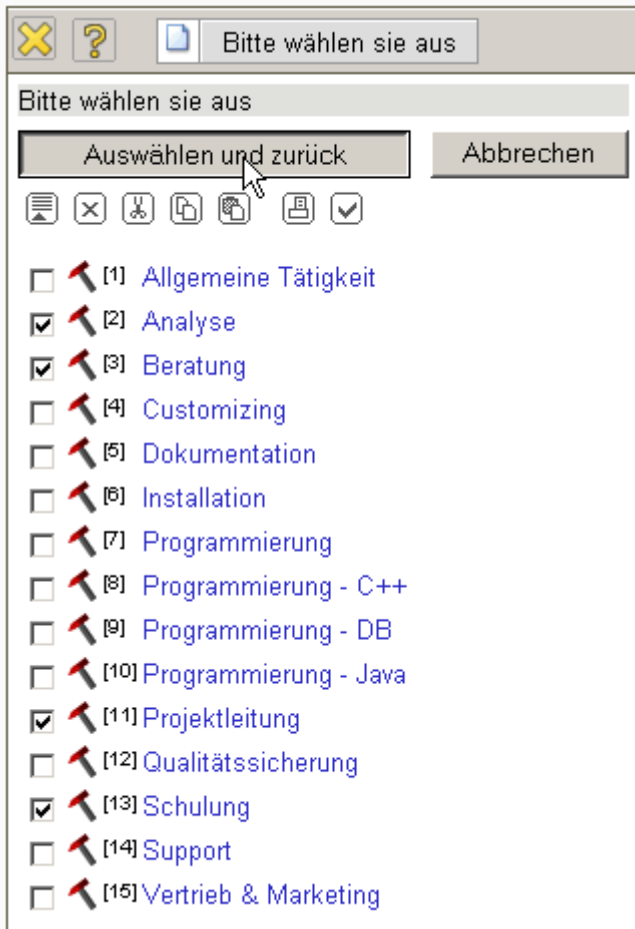 Bitte wählen sie aus
Bitte wählen sie aus
Auswählen und zurück Abbrechen
[1] Allgemeine Tätigkeit
[2] Analyse
[3] Beratung
[4] Customizing
[5] Dokumentation
[6] Installation
[7] Programmierung
[8] Programmierung - C++
[9] Programmierung - DB
[10] Programmierung - Java
[11] Projektleitung
[12] Qualitätssicherung
[13] Schulung
[14] Support
[15] Vertrieb & Marketing